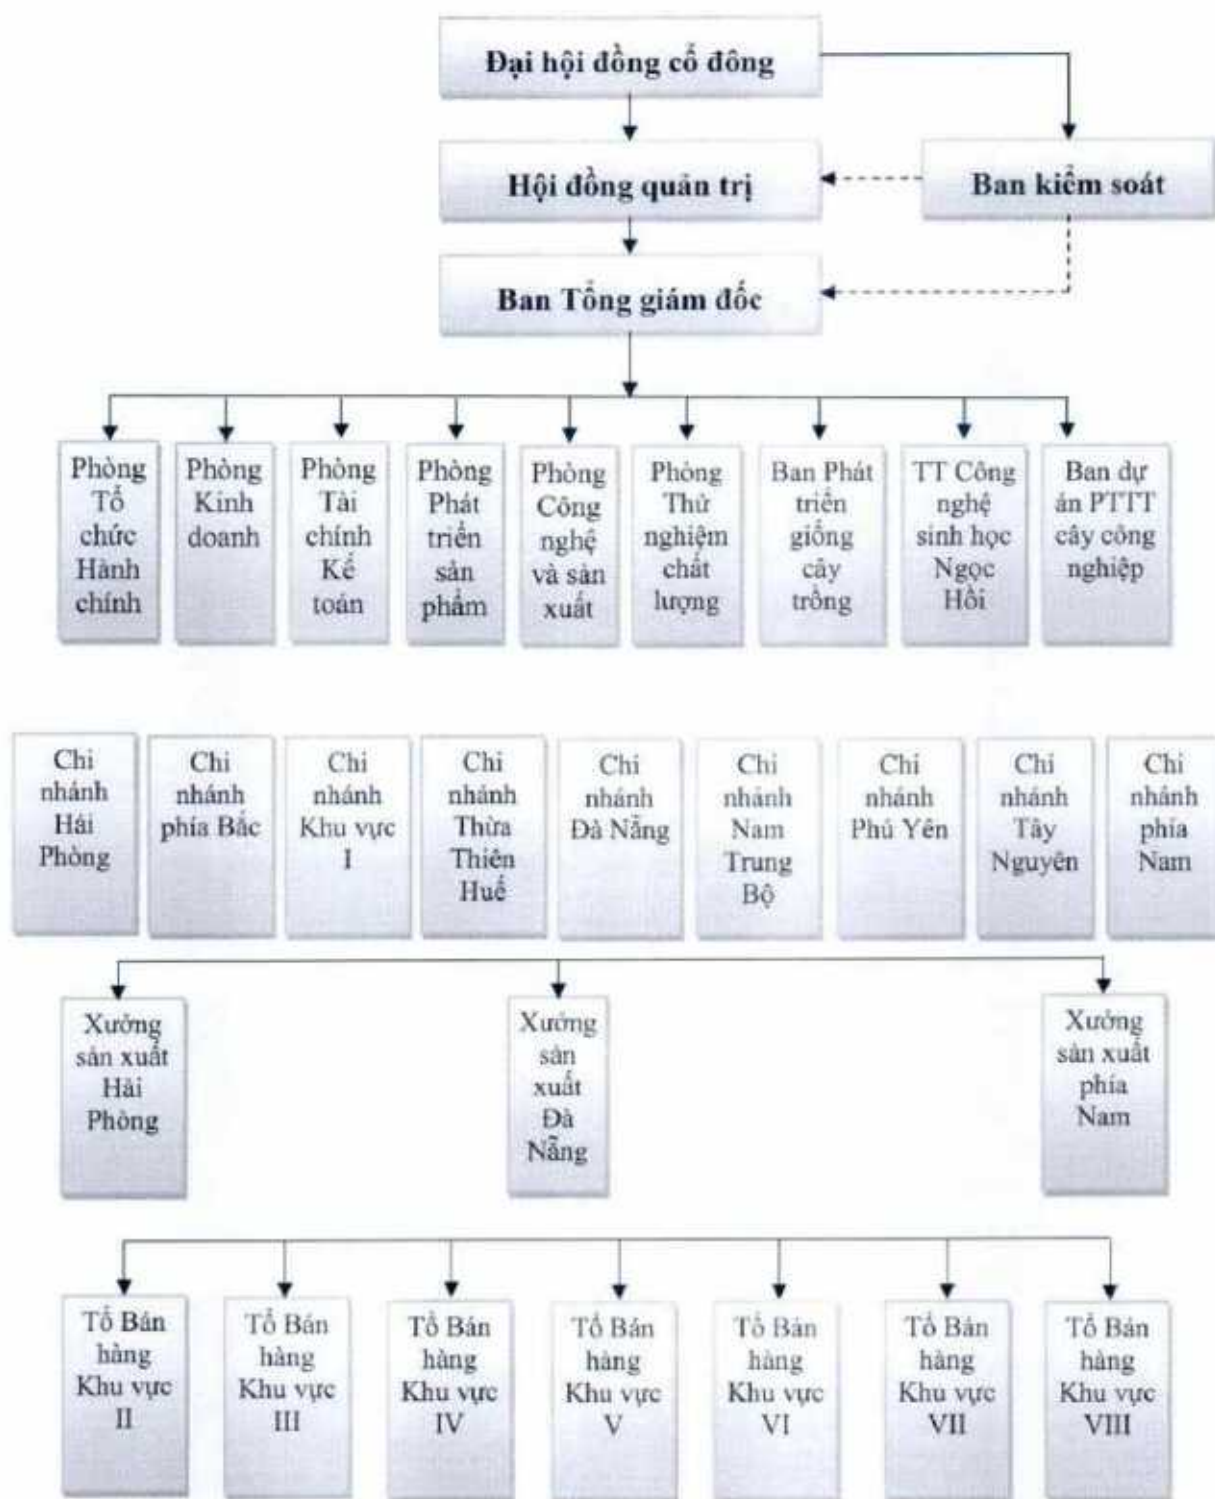 Đại hội đồng cổ đông
Hội đồng quản trị
Ban kiểm soát
Ban Tổng giám đốc
Phòng
Tổ
chức
Hành
chính
Phòng
Kinh
doanh
Phòng
Tài
chính
Kế
toán
Phòng
Phát
triển
sản
phẩm
Phòng
Công
nghệ
và sản
xuất
Phòng
Thử
nghiệm
chất
lượng
Ban Phát
triển
giống
cây
trồng
TT Công
nghệ
sinh học
Ngọc
Hồi
Ban dự
án PTTT
cây công
nghiệp
Chi
nhánh
Hải
Phòng
Chi
nhánh
phía Bắc
Chi
nhánh
Khu vực
I
Chi
nhánh
Thừa
Thiên
Huế
Chi
nhánh
Đà Nẵng
Chi
nhánh
Nam
Trung
Bộ
Chi
nhánh
Phú Yên
Chi
nhánh
Tây
Nguyên
Chi
nhánh
phía
Nam
Xưởng
sản xuất
Hải
Phòng
Xưởng
sản
xuất
Đà
Nẵng
Xưởng
sản xuất
phía
Nam
Tổ Bán
hàng
Khu vực
II
Tổ Bán
hàng
Khu vực
III
Tổ Bán
hàng
Khu vực
IV
Tổ Bán
hàng
Khu vực
V
Tổ Bán
hàng
Khu vực
VI
Tổ Bán
hàng
Khu vực
VII
Tổ Bán
hàng
Khu vực
VIII